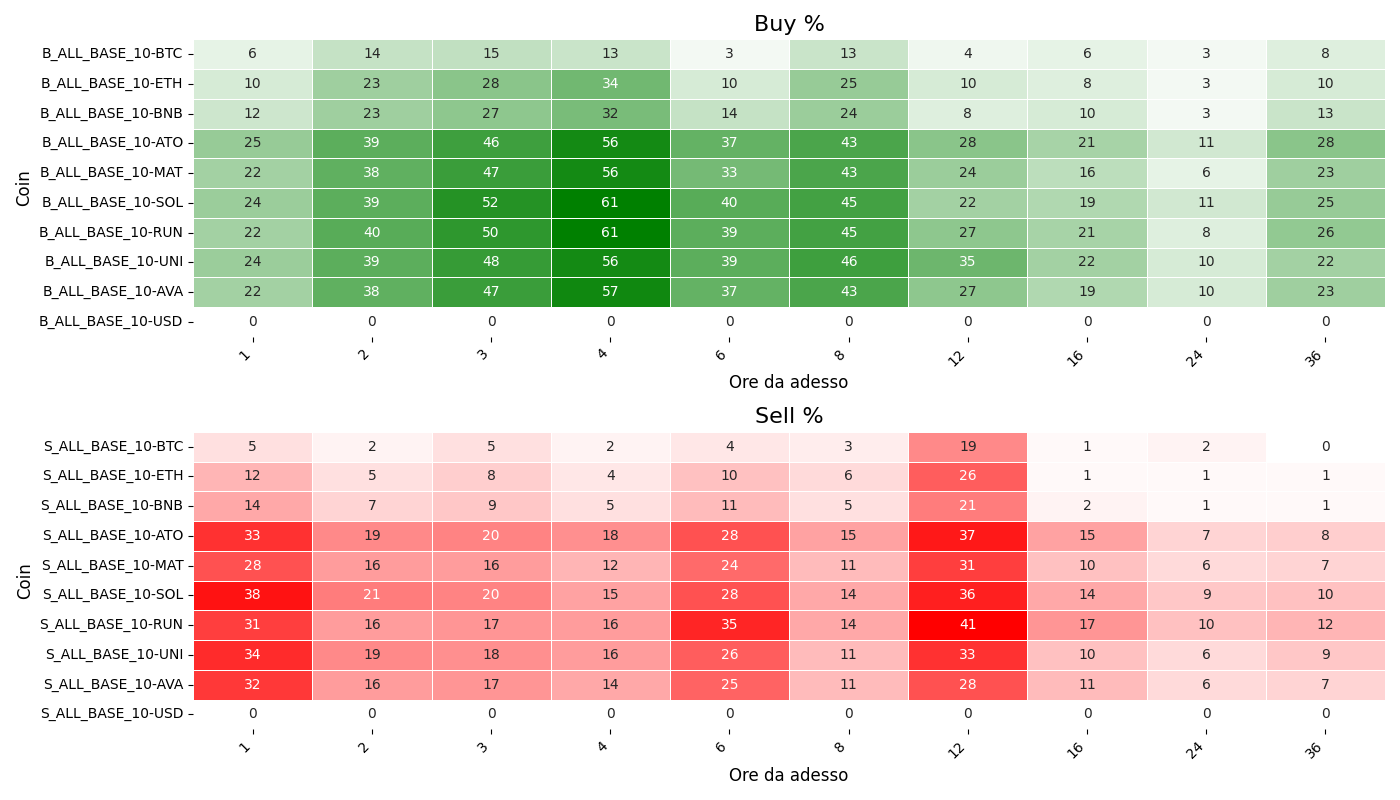 Buy %
Coin
B_ALL_BASE_10-BTC 6 14 15 13 3 13 4 6 3 8
B_ALL_BASE_10-ETH 10 23 28 34 10 25 10 8 3 10
B_ALL_BASE_10-BNB 12 23 27 32 14 24 8 10 3 13
B_ALL_BASE_10-ATO 25 39 46 56 37 43 28 21 11 28
B_ALL_BASE_10-MAT 22 38 47 56 33 43 24 16 6 23
B_ALL_BASE_10-SOL 24 39 52 61 40 45 22 19 11 25
B_ALL_BASE_10-RUN 22 40 50 61 39 45 27 21 8 26
B_ALL_BASE_10-UNI 24 39 48 56 39 46 35 22 10 22
B_ALL_BASE_10-AVA 22 38 47 57 37 43 27 19 10 23
B_ALL_BASE_10-USD 0 0 0 0 0 0 0 0 0 0
1 2 3 4 6 8 12 16 24 36
Ore da adesso
Sell %
Coin
S_ALL_BASE_10-BTC 5 2 5 2 4 3 19 1 2 0
S_ALL_BASE_10-ETH 12 5 8 4 10 6 26 1 1 1
S_ALL_BASE_10-BNB 14 7 9 5 11 5 21 2 1 1
S_ALL_BASE_10-ATO 33 19 20 18 28 15 37 15 7 8
S_ALL_BASE_10-MAT 28 16 16 12 24 11 31 10 6 7
S_ALL_BASE_10-SOL 38 21 20 15 28 14 36 14 9 10
S_ALL_BASE_10-RUN 31 16 17 16 35 14 41 17 10 12
S_ALL_BASE_10-UNI 34 19 18 16 26 11 33 10 6 9
S_ALL_BASE_10-AVA 32 16 17 14 25 11 28 11 6 7
S_ALL_BASE_10-USD 0 0 0 0 0 0 0 0 0 0
1 2 3 4 6 8 12 16 24 36
Ore da adesso